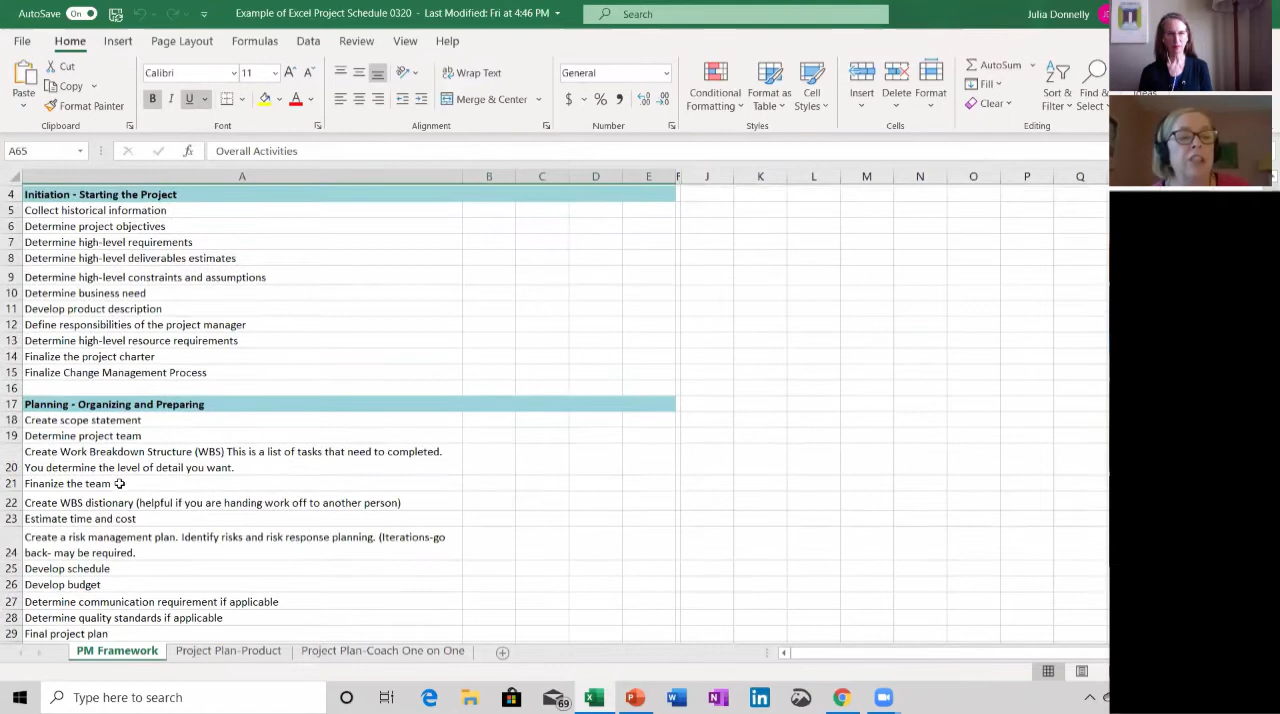 AutoSave On Example of Excel Project Schedule 0320 - Last Modified: Fri at 4:46 PM Search Julia Donnelly
File Home Insert Page Layout Formulas Data Review View Help
Paste Cut Copy Format Painter
Calibri 11 B I U
Wrap Text Merge & Center
General $ %
Conditional Formatting Format as Table Cell Styles
Insert Delete Format
AutoSum Fill Clear Sort & Filter Find & Select Ideas
Clipboard Font Alignment Number Styles Cells Editing
A65 fx Overall Activities
A B C D E F J K L M N O P Q
4 Initiation - Starting the Project
5 Collect historical information
6 Determine project objectives
7 Determine high-level requirements
8 Determine high-level deliverables estimates
9 Determine high-level constraints and assumptions
10 Determine business need
11 Develop product description
12 Define responsibilities of the project manager
13 Determine high-level resource requirements
14 Finalize the project charter
15 Finalize Change Management Process
16
17 Planning - Organizing and Preparing
18 Create scope statement
19 Determine project team
Create Work Breakdown Structure (WBS) This is a list of tasks that need to completed.
20 You determine the level of detail you want.
21 Finanize the team
22 Create WBS distionary (helpful if you are handing work off to another person)
23 Estimate time and cost
Create a risk management plan. Identify risks and risk response planning. (Iterations-go
24 back- may be required.
25 Develop schedule
26 Develop budget
27 Determine communication requirement if applicable
28 Determine quality standards if applicable
29 Final project plan
PM Framework Project Plan-Product Project Plan-Coach One on One
Type here to search 69